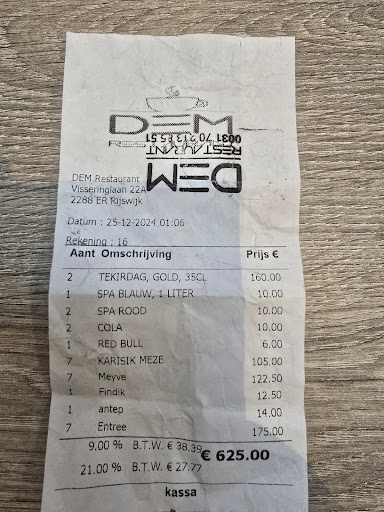 DEM
RESTAURANT
DEM
RESTAURANT
0031 70 213 85 51
DEM Restaurant
Visseringlaan 22A
2288 ER Rijswijk
Datum : 25-12-2024 01:06
Rekening : 16
Aant Omschrijving Prijs €
2 TEKIRDAG, GOLD, 35CL 160.00
1 SPA BLAUW, 1 LITER 10.00
2 SPA ROOD 10.00
2 COLA 10.00
1 RED BULL 6.00
7 KARISIK MEZE 105.00
7 Meyve 122.50
1 Findik 12.50
1 antep 14.00
7 Entree 175.00
9.00 % B.T.W. € 38.39 € 625.00
21.00 % B.T.W. € 27.77
kassa